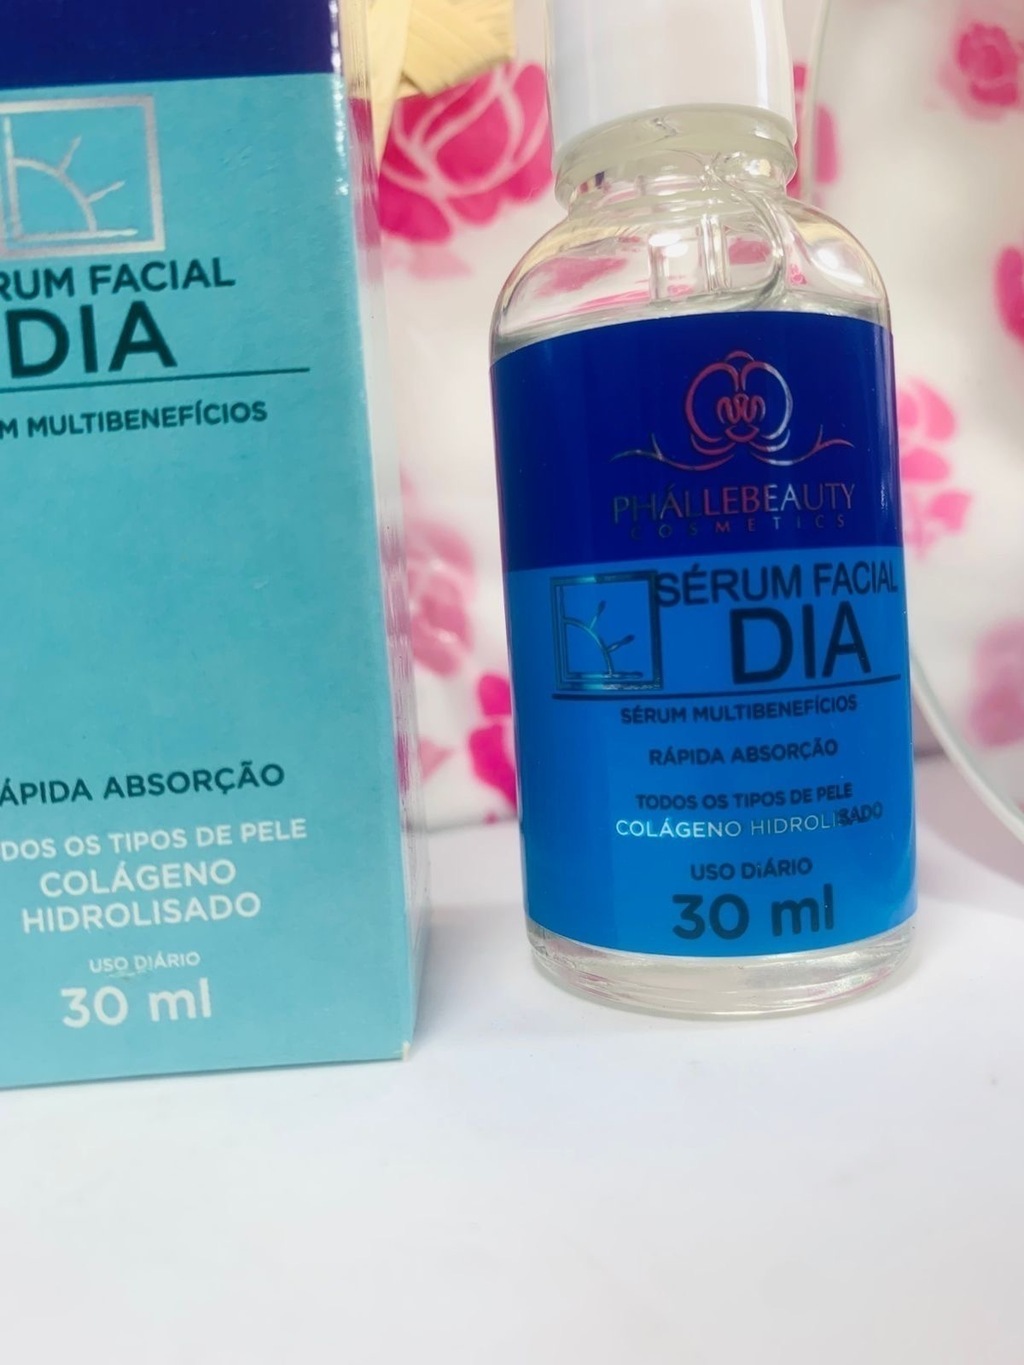 RUM FACIAL
DIA
M MULTIBENEFÍCIOS
ÁPIDA ABSORÇÃO
DOS OS TIPOS DE PELE
COLÁGENO
HIDROLISADO
USO DIÁRIO
30 ml
PHÁLLEBEAUTY
COSMETICS
SÉRUM FACIAL
DIA
SÉRUM MULTIBENEFÍCIOS
RÁPIDA ABSORÇÃO
TODOS OS TIPOS DE PELE
COLÁGENO HIDROLISADO
USO DIÁRIO
30 ml